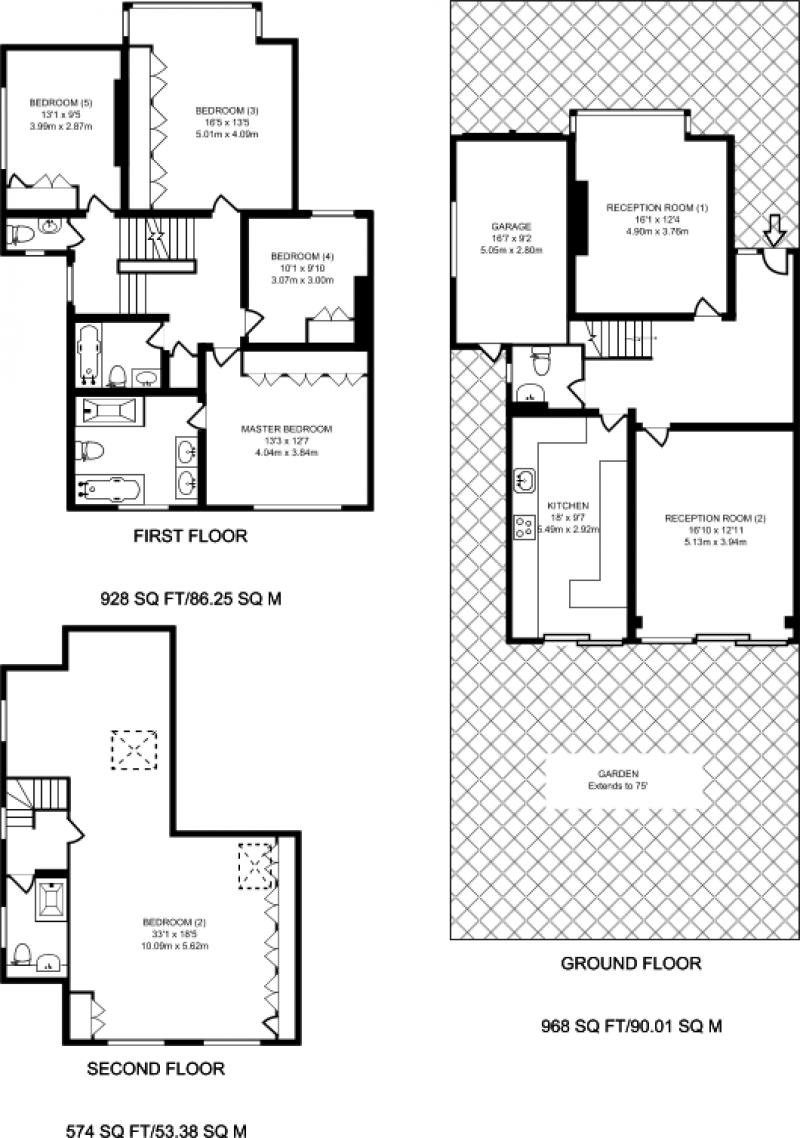 BEDROOM (5)
13'1 x 9'5
3.99m x 2.87m
BEDROOM (3)
16'5 x 13'5
5.01m x 4.09m
BEDROOM (4)
10'1 x 9'10
3.07m x 3.00m
MASTER BEDROOM
13'3 x 12'7
4.04m x 3.84m
FIRST FLOOR
928 SQ FT/86.25 SQ M
BEDROOM (2)
33'1 x 18'5
10.09m x 5.62m
SECOND FLOOR
574 SQ FT/53.38 SQ M
RECEPTION ROOM (1)
16'1 x 12'4
4.90m x 3.76m
GARAGE
16'7 x 9'2
5.05m x 2.80m
KITCHEN
18' x 9'7
5.49m x 2.92m
RECEPTION ROOM (2)
16'10 x 12'11
5.13m x 3.94m
GARDEN
Extends to 75'
GROUND FLOOR
968 SQ FT/90.01 SQ M